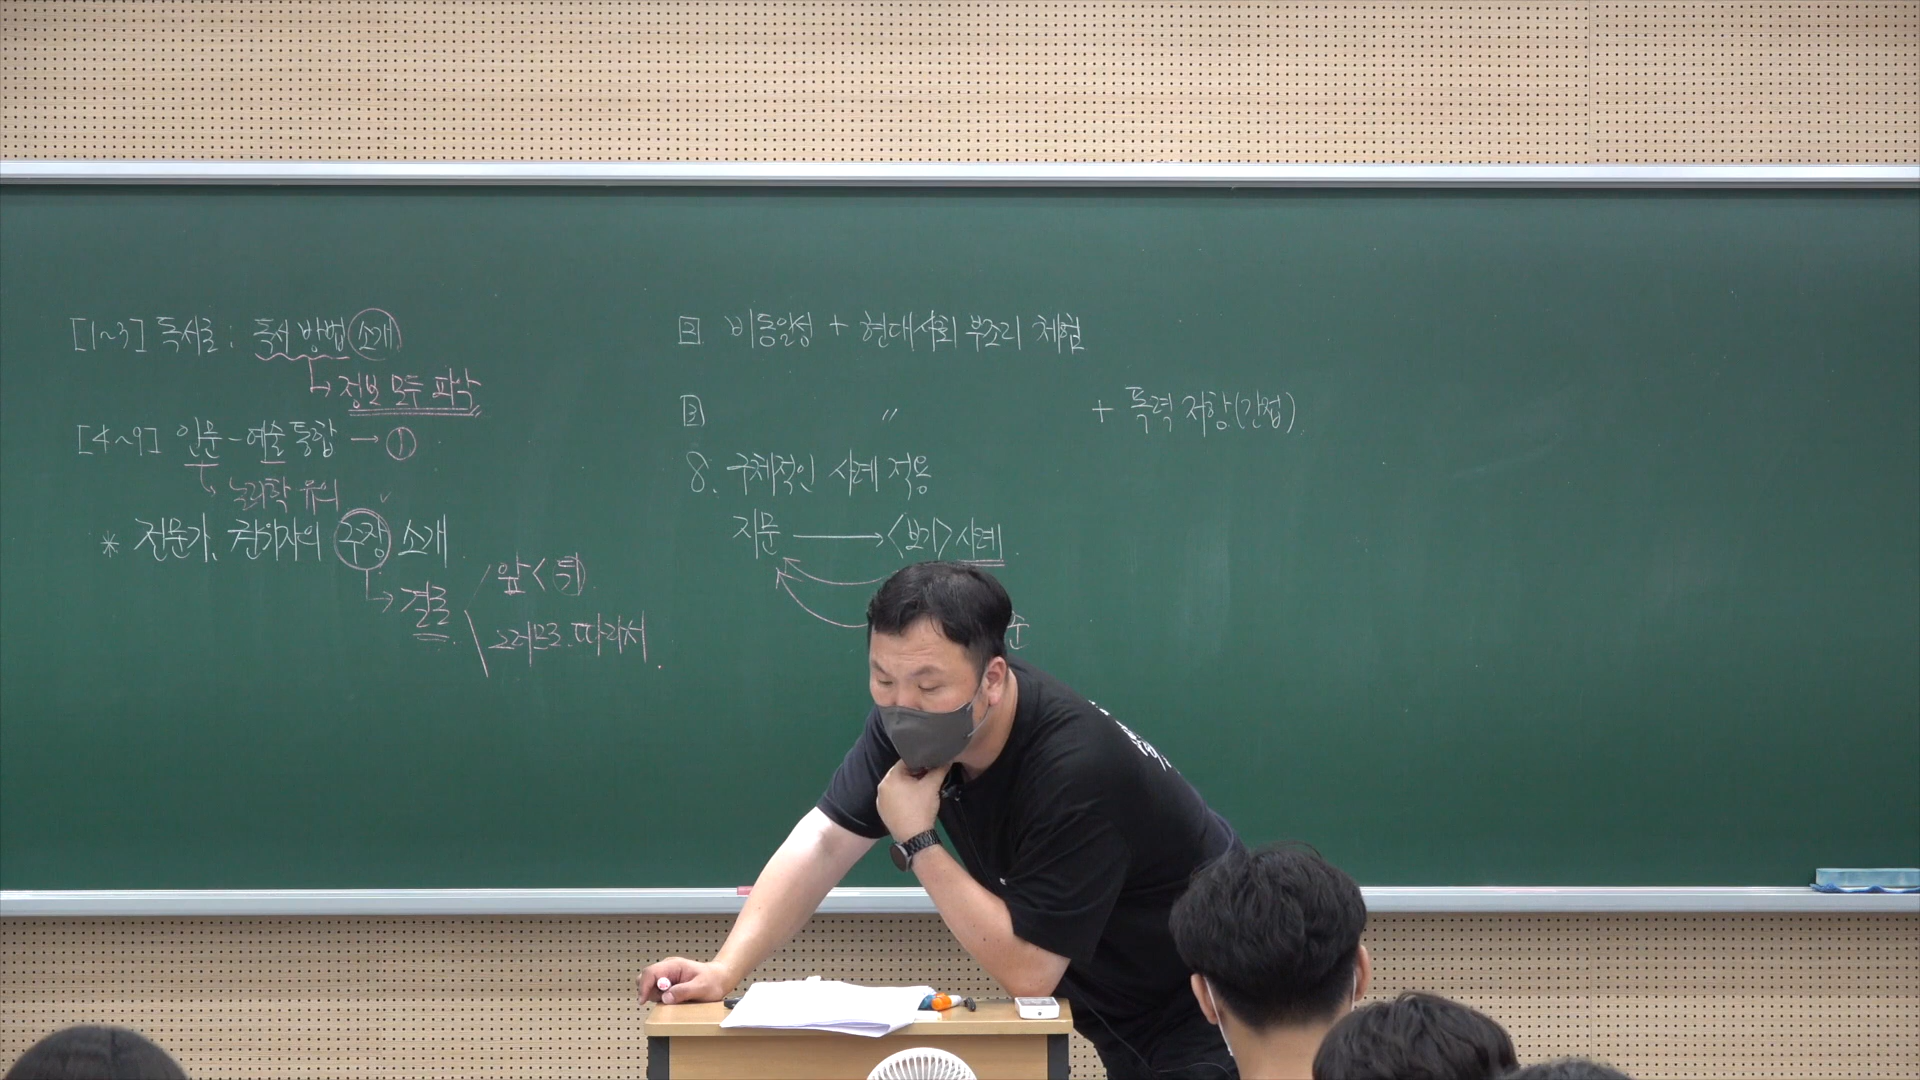 [1~3] 독서론 : 독서 방법 소개
→ 정보 모두 파악
[4~9] 인문-예술 통합 → ①
논리학 유의
* 전문가, 권위자의 주장 소개
→ 결론
앞 < 뒤
그러므로. 따라서
비동일성 + 현대사회 부조리 체험
〃 + 폭력 저항(간접)
8. 구체적인 사례 적용
지문 → <보기> 사례